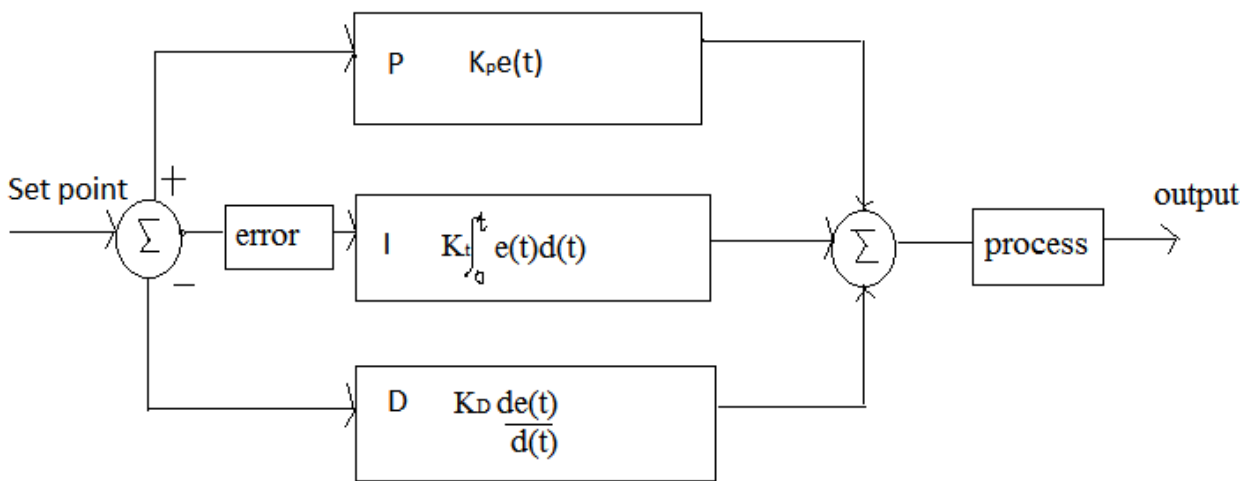 P Kₚe(t)
Set point
+
Σ
−
error
I Kₜ∫₀ᵗ e(t)d(t)
Σ
process
output
D K_D de(t)
d(t)